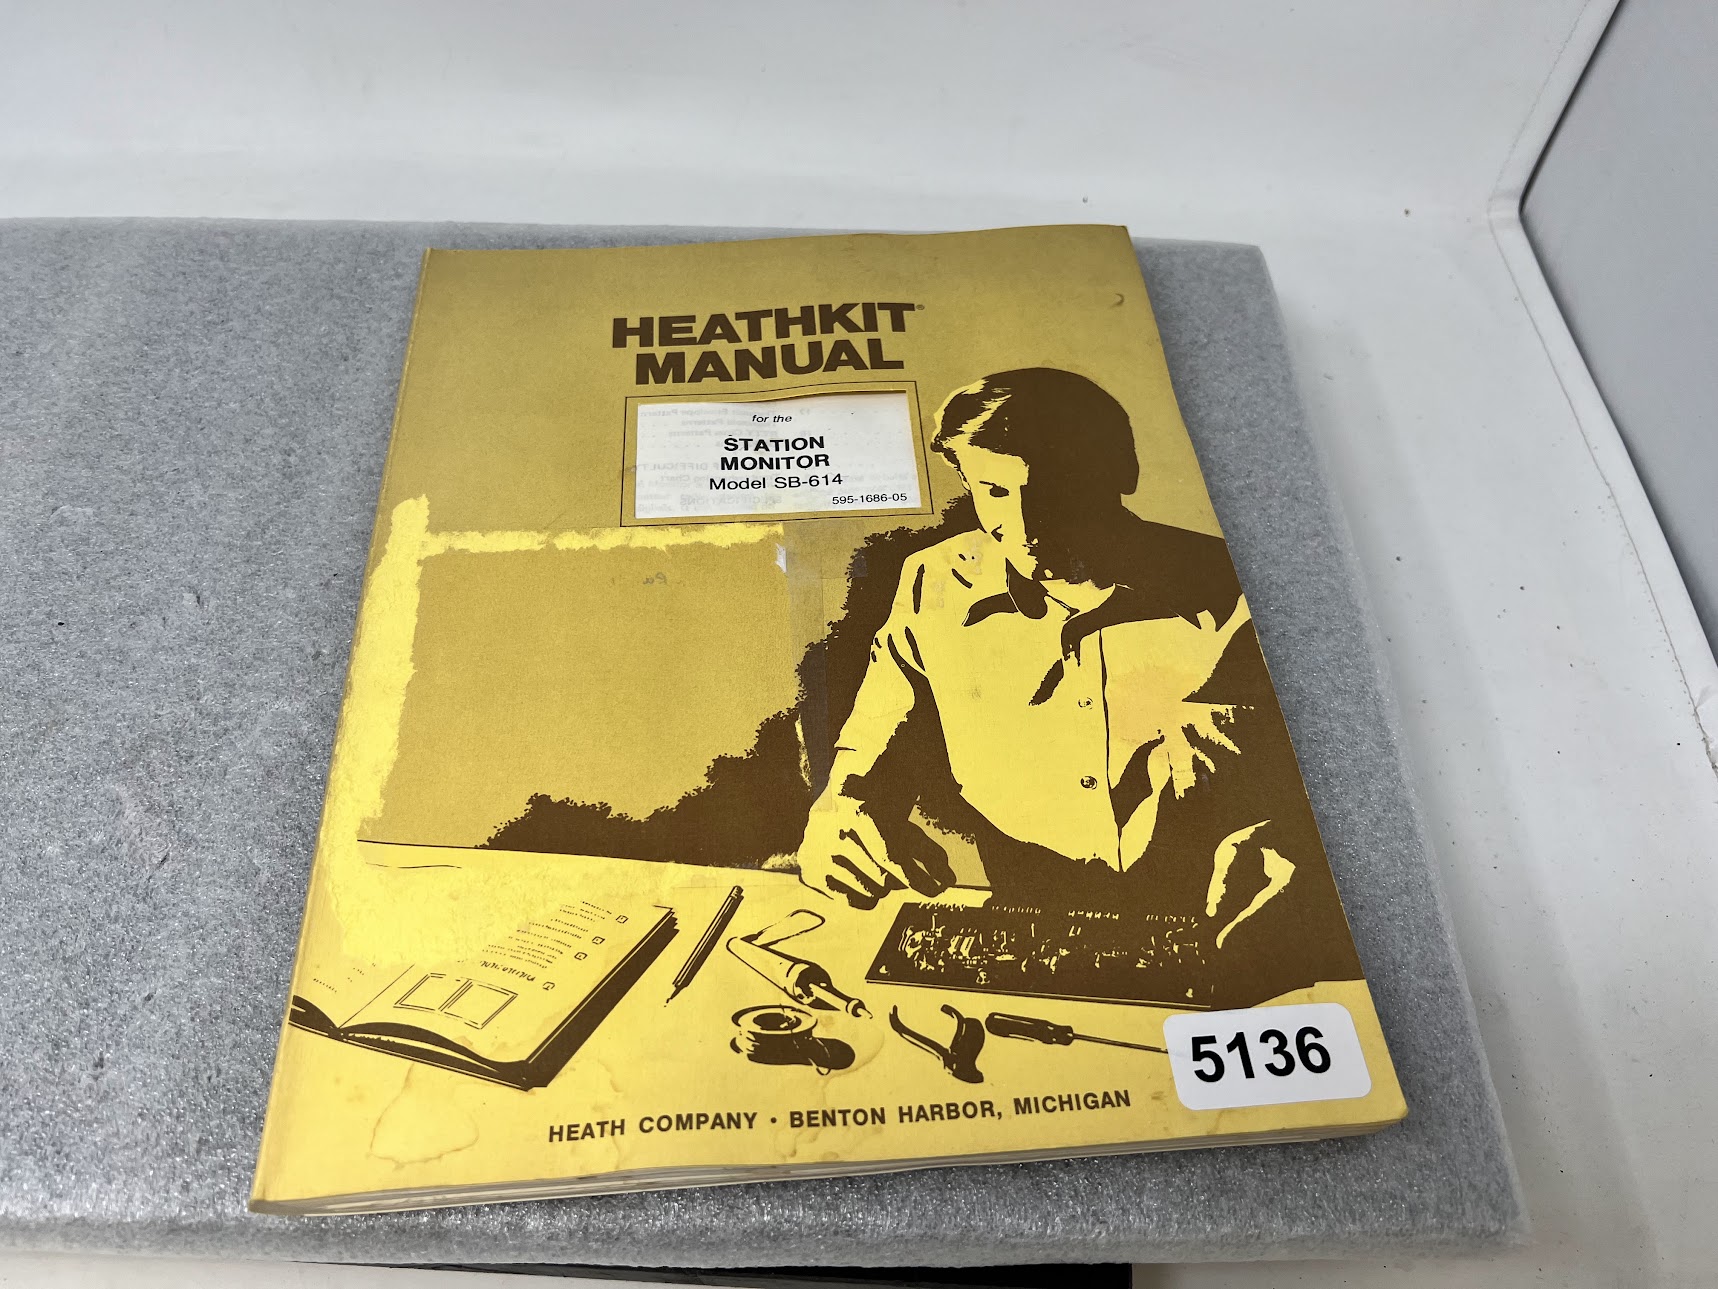 HEATHKIT®
MANUAL
for the
STATION
MONITOR
Model SB-614
595-1686-05
HEATH COMPANY • BENTON HARBOR, MICHIGAN
5136